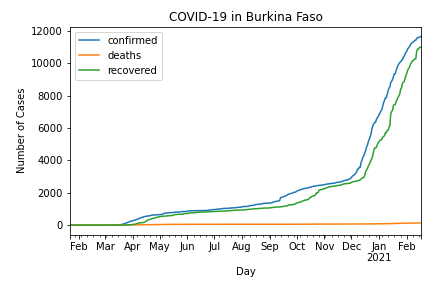 COVID-19 in Burkina Faso
confirmed
deaths
recovered
Number of Cases
12000
10000
8000
6000
4000
2000
0
Feb Mar Apr May Jun Jul Aug Sep Oct Nov Dec Jan Feb
2021
Day